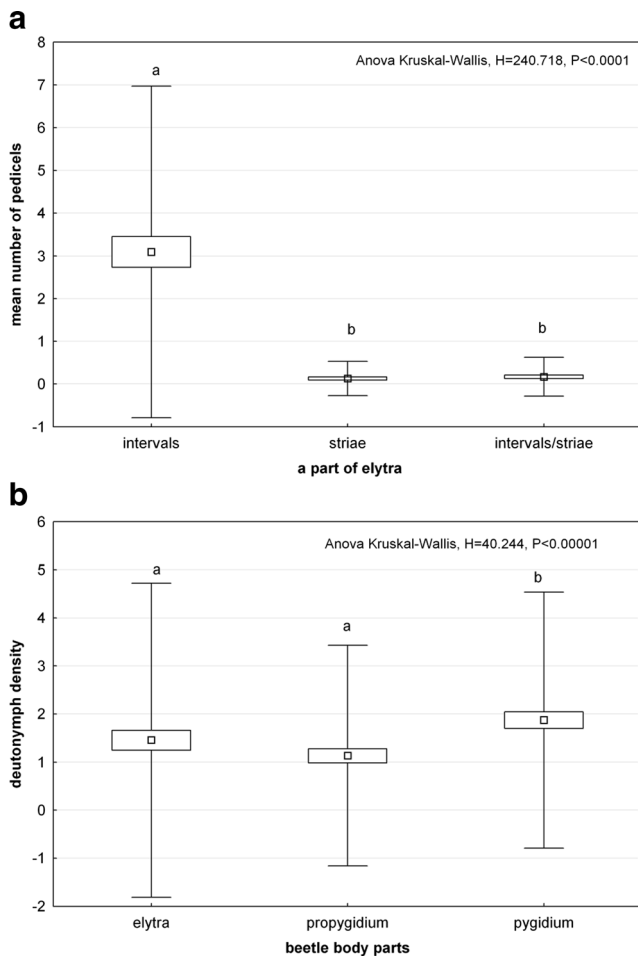 a
8
7
6
5
4
3
2
1
0
-1
mean number of pedicels
Anova Kruskal-Wallis, H=240.718, P<0.0001
a
b
b
intervals
striae
intervals/striae
a part of elytra
b
6
5
4
3
2
1
0
-1
-2
deutonymph density
Anova Kruskal-Wallis, H=40.244, P<0.00001
a
a
b
elytra
propygidium
pygidium
beetle body parts